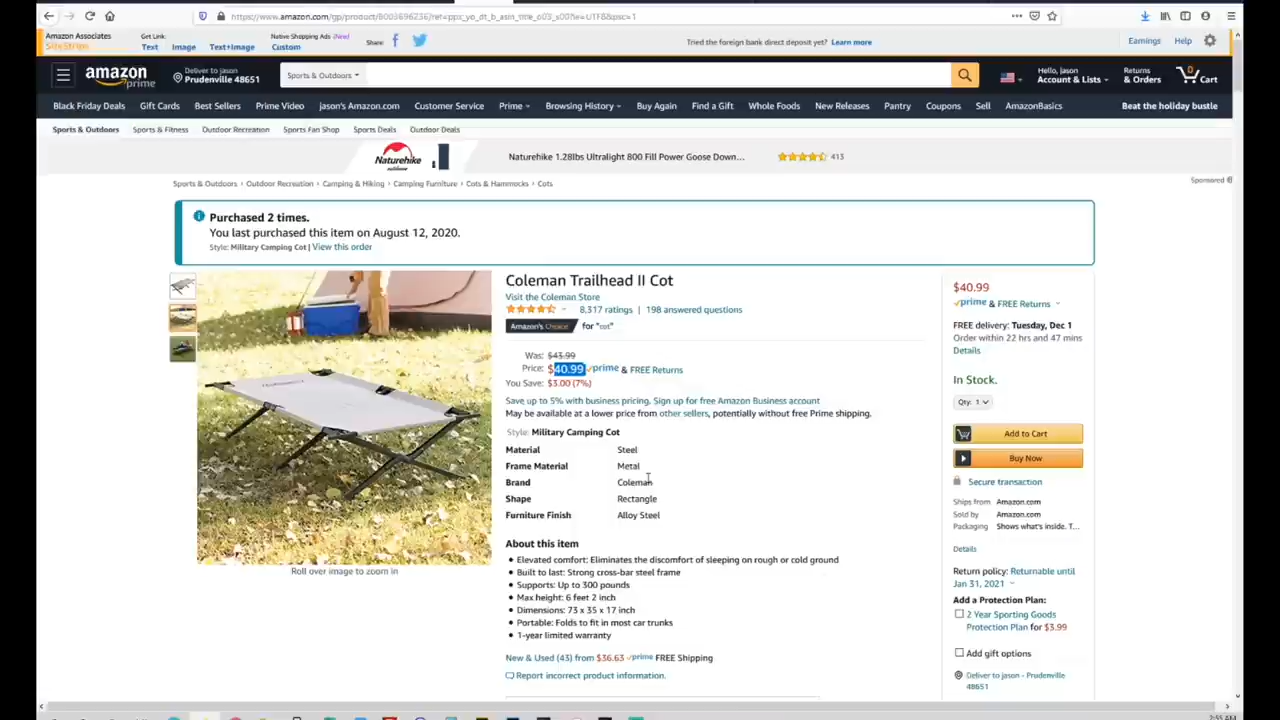 https://www.amazon.com/gp/product/B003696236/ref=ppx_yo_dt_b_asin_title_o03_s00?ie=UTF8&psc=1
Amazon Associates
SiteStripe
Get Link:
Text Image Text+Image
Native Shopping Ads (New)
Custom
Share:
Tried the foreign bank direct deposit yet? Learn more
Earnings Help
amazon
prime
Deliver to jason
Prudenville 48651
Sports & Outdoors
Hello, jason
Account & Lists
Returns
& Orders
0
Cart
Black Friday Deals Gift Cards Best Sellers Prime Video jason's Amazon.com Customer Service Prime Browsing History Buy Again Find a Gift Whole Foods New Releases Pantry Coupons Sell AmazonBasics Beat the holiday bustle
Sports & Outdoors Sports & Fitness Outdoor Recreation Sports Fan Shop Sports Deals Outdoor Deals
Naturehike
Naturehike 1.28lbs Ultralight 800 Fill Power Goose Down... 413
Sports & Outdoors › Outdoor Recreation › Camping & Hiking › Camping Furniture › Cots & Hammocks › Cots
Sponsored
Purchased 2 times.
You last purchased this item on August 12, 2020.
Style: Military Camping Cot | View this order
Coleman Trailhead II Cot
Visit the Coleman Store
8,317 ratings | 198 answered questions
Amazon's Choice for "cot"
Was: $43.99
Price: $40.99 prime & FREE Returns
You Save: $3.00 (7%)
Save up to 5% with business pricing. Sign up for free Amazon Business account
May be available at a lower price from other sellers, potentially without free Prime shipping.
Style: Military Camping Cot
Material Steel
Frame Material Metal
Brand Coleman
Shape Rectangle
Furniture Finish Alloy Steel
About this item
• Elevated comfort: Eliminates the discomfort of sleeping on rough or cold ground
• Built to last: Strong cross-bar steel frame
• Supports: Up to 300 pounds
• Max height: 6 feet 2 inch
• Dimensions: 73 x 35 x 17 inch
• Portable: Folds to fit in most car trunks
• 1-year limited warranty
New & Used (43) from $36.63 prime FREE Shipping
Report incorrect product information.
Roll over image to zoom in
$40.99
prime & FREE Returns
FREE delivery: Tuesday, Dec 1
Order within 22 hrs and 47 mins
Details
In Stock.
Qty: 1
Add to Cart
Buy Now
Secure transaction
Ships from Amazon.com
Sold by Amazon.com
Packaging Shows what's inside. T...
Details
Return policy: Returnable until
Jan 31, 2021
Add a Protection Plan:
2 Year Sporting Goods
Protection Plan for $3.99
Add gift options
Deliver to jason - Prudenville
48651
2:55 AM